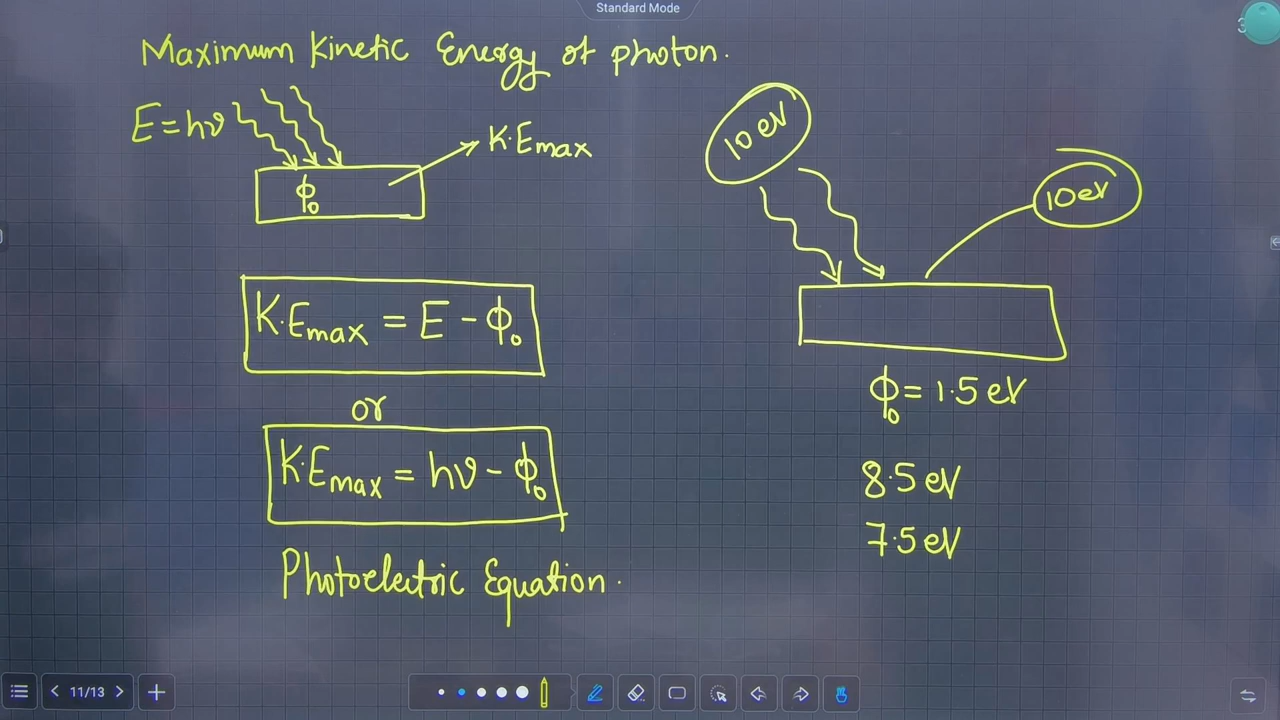 Standard Mode
3
Maximum Kinetic Energy of photon.
E = hν
ϕ₀
K.Emax
K.Emax = E - ϕ₀
or
K.Emax = hν - ϕ₀
Photoelectric Equation.
10 eV
10 eV
ϕ₀ = 1.5 eV
8.5 eV
7.5 eV
11/13